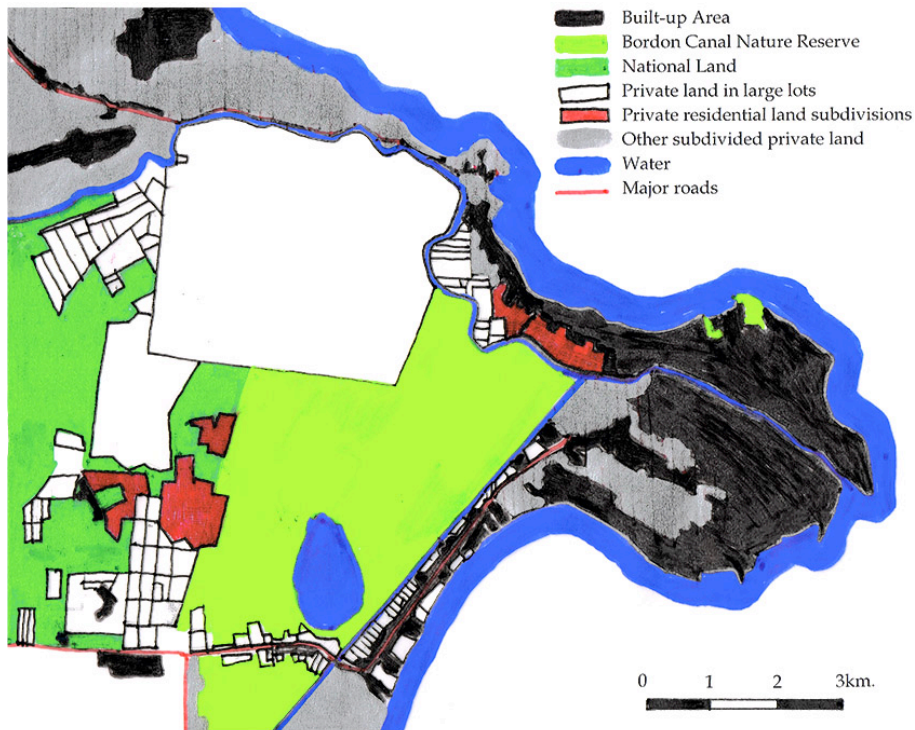 Built-up Area
Bordon Canal Nature Reserve
National Land
Private land in large lots
Private residential land subdivisions
Other subdivided private land
Water
Major roads
0 1 2 3km.